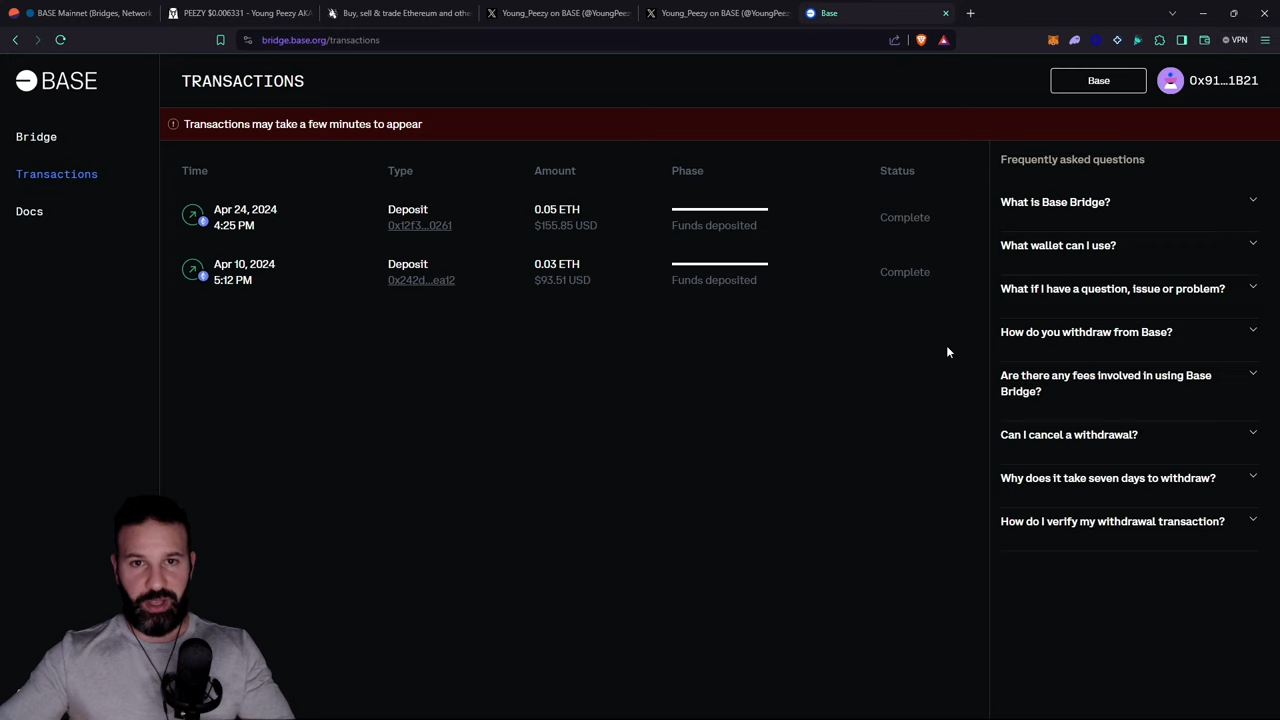 BASE Mainnet (Bridges, Network
PEEZY $0.006331 - Young Peezy AKA
Buy, sell & trade Ethereum and othe
Young_Peezy on BASE (@YoungPeez
Young_Peezy on BASE (@YoungPeez
Base
bridge.base.org/transactions
VPN
BASE
TRANSACTIONS
Base
0x91...1B21
Transactions may take a few minutes to appear
Bridge
Transactions
Docs
Time
Type
Amount
Phase
Status
Apr 24, 2024
4:25 PM
Deposit
0x12f3...0261
0.05 ETH
$155.85 USD
Funds deposited
Complete
Apr 10, 2024
5:12 PM
Deposit
0x242d...ea12
0.03 ETH
$93.51 USD
Funds deposited
Complete
Frequently asked questions
What is Base Bridge?
What wallet can I use?
What if I have a question, issue or problem?
How do you withdraw from Base?
Are there any fees involved in using Base
Bridge?
Can I cancel a withdrawal?
Why does it take seven days to withdraw?
How do I verify my withdrawal transaction?